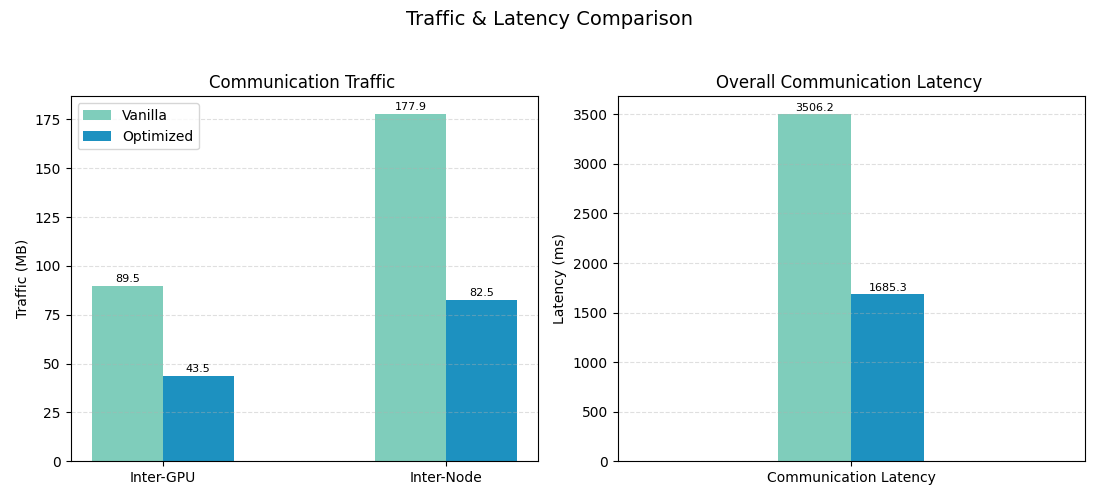 Traffic & Latency Comparison
Communication Traffic
Traffic (MB)
175
150
125
100
75
50
25
0
Vanilla
Optimized
89.5
43.5
177.9
82.5
Inter-GPU
Inter-Node
Overall Communication Latency
Latency (ms)
3500
3000
2500
2000
1500
1000
500
0
3506.2
1685.3
Communication Latency